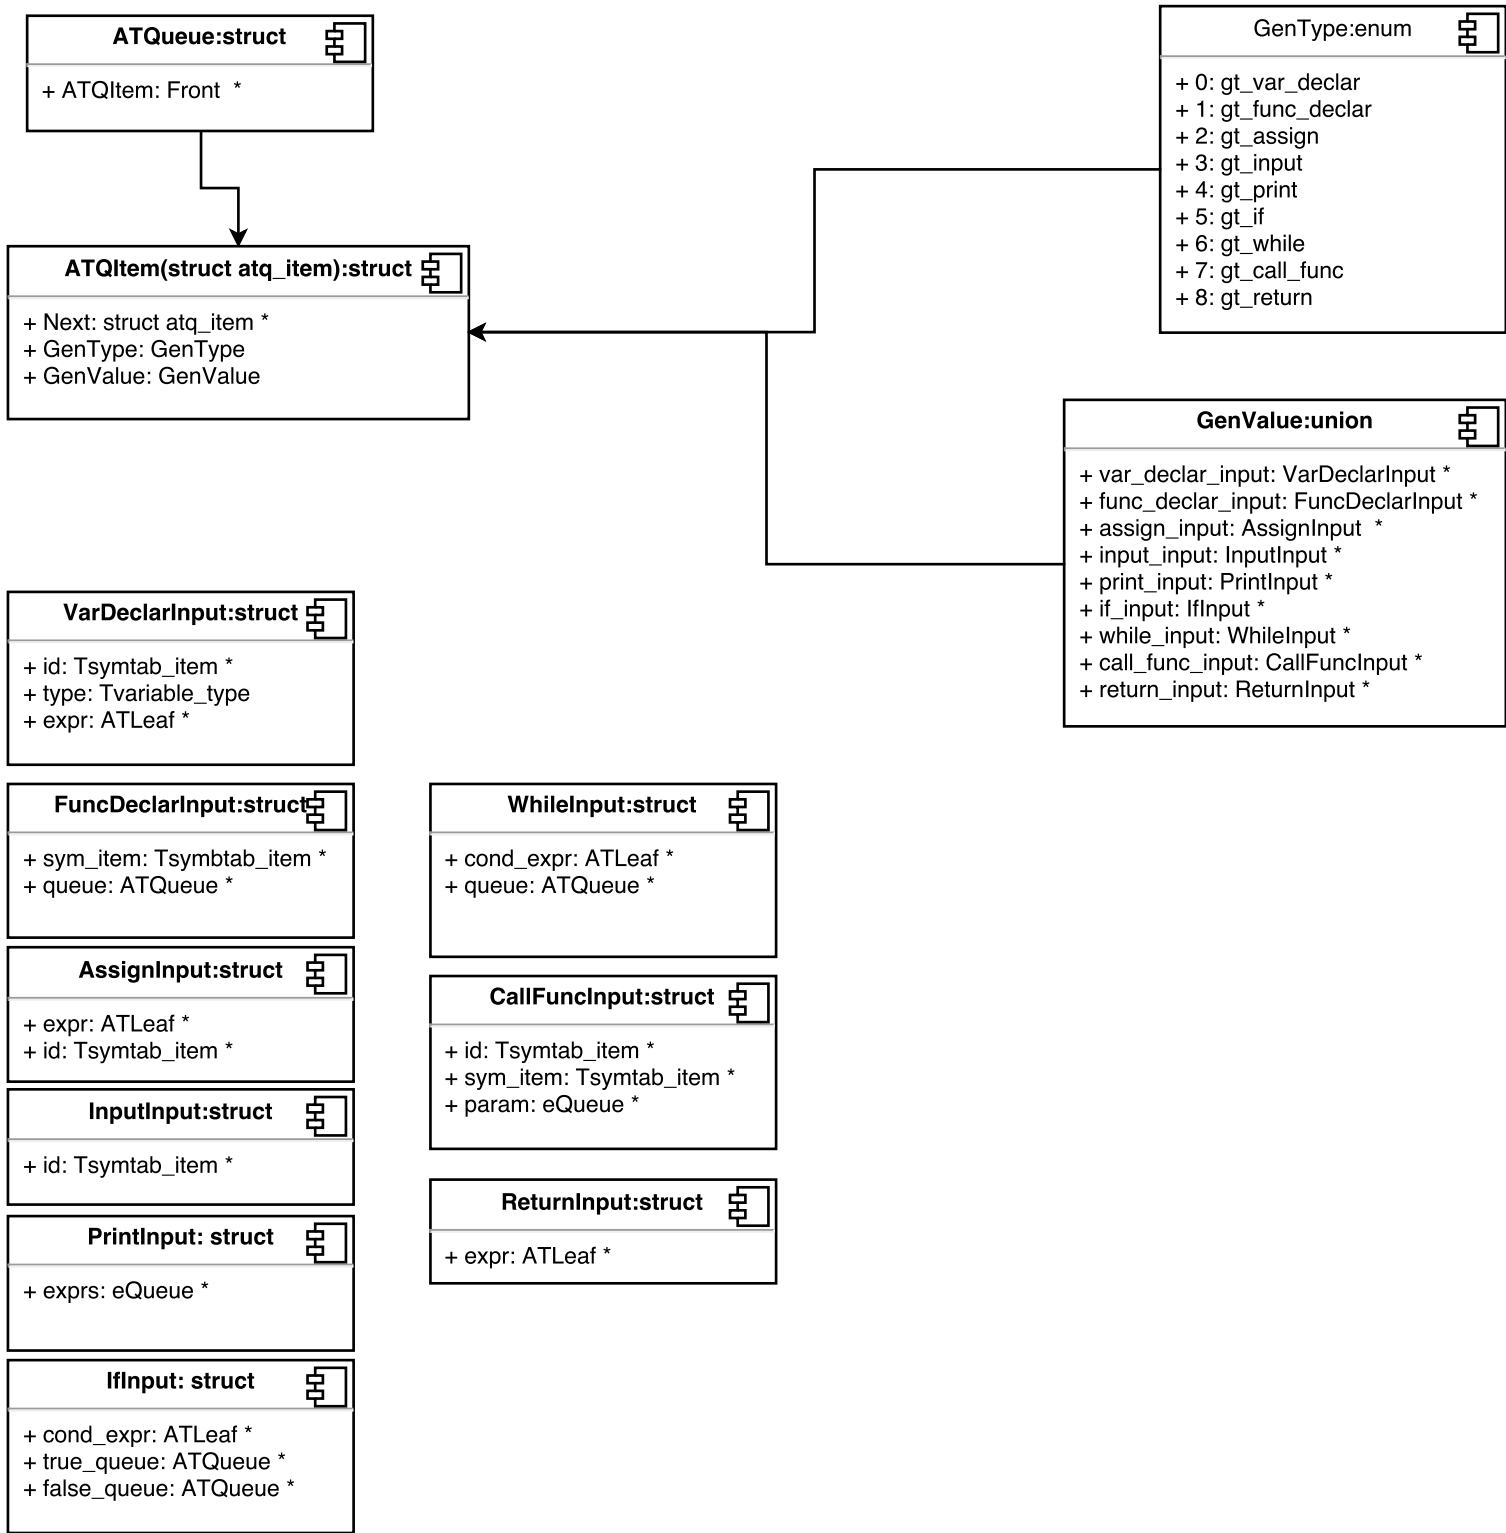 ATQueue:struct
+ ATQItem: Front  *
GenType:enum
+ 0: gt_var_declar
+ 1: gt_func_declar
+ 2: gt_assign
+ 3: gt_input
+ 4: gt_print
+ 5: gt_if
+ 6: gt_while
+ 7: gt_call_func
+ 8: gt_return
ATQItem(struct atq_item):struct
+ Next: struct atq_item *
+ GenType: GenType
+ GenValue: GenValue
GenValue:union
+ var_declar_input: VarDeclarInput *
+ func_declar_input: FuncDeclarInput *
+ assign_input: AssignInput  *
+ input_input: InputInput *
+ print_input: PrintInput *
+ if_input: IfInput *
+ while_input: WhileInput *
+ call_func_input: CallFuncInput *
+ return_input: ReturnInput *
VarDeclarInput:struct
+ id: Tsymtab_item *
+ type: Tvariable_type
+ expr: ATLeaf *
FuncDeclarInput:struct
+ sym_item: Tsymbtab_item *
+ queue: ATQueue *
AssignInput:struct
+ expr: ATLeaf *
+ id: Tsymtab_item *
InputInput:struct
+ id: Tsymtab_item *
PrintInput: struct
+ exprs: eQueue *
IfInput: struct
+ cond_expr: ATLeaf *
+ true_queue: ATQueue *
+ false_queue: ATQueue *
WhileInput:struct
+ cond_expr: ATLeaf *
+ queue: ATQueue *
CallFuncInput:struct
+ id: Tsymtab_item *
+ sym_item: Tsymtab_item *
+ param: eQueue *
ReturnInput:struct
+ expr: ATLeaf *